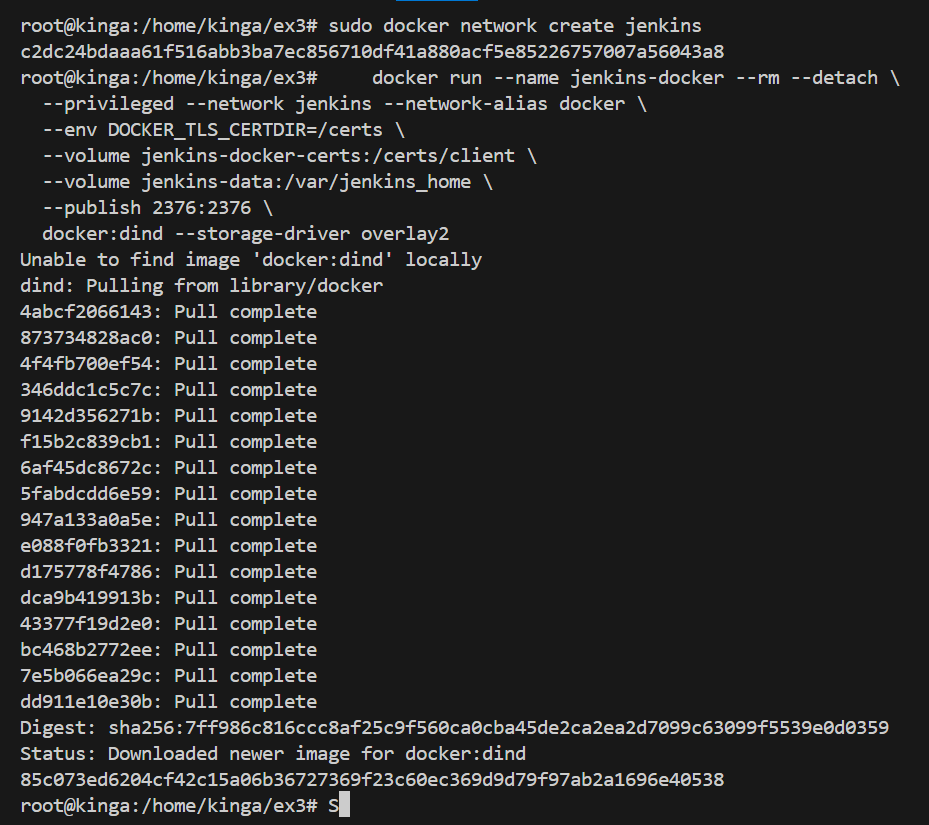 root@kinga:/home/kinga/ex3# sudo docker network create jenkins
c2dc24bdaaa61f516abb3ba7ec856710df41a880acf5e85226757007a56043a8
root@kinga:/home/kinga/ex3#     docker run --name jenkins-docker --rm --detach \
  --privileged --network jenkins --network-alias docker \
  --env DOCKER_TLS_CERTDIR=/certs \
  --volume jenkins-docker-certs:/certs/client \
  --volume jenkins-data:/var/jenkins_home \
  --publish 2376:2376 \
  docker:dind --storage-driver overlay2
Unable to find image 'docker:dind' locally
dind: Pulling from library/docker
4abcf2066143: Pull complete
873734828ac0: Pull complete
4f4fb700ef54: Pull complete
346ddc1c5c7c: Pull complete
9142d356271b: Pull complete
f15b2c839cb1: Pull complete
6af45dc8672c: Pull complete
5fabdcdd6e59: Pull complete
947a133a0a5e: Pull complete
e088f0fb3321: Pull complete
d175778f4786: Pull complete
dca9b419913b: Pull complete
43377f19d2e0: Pull complete
bc468b2772ee: Pull complete
7e5b066ea29c: Pull complete
dd911e10e30b: Pull complete
Digest: sha256:7ff986c816ccc8af25c9f560ca0cba45de2ca2ea2d7099c63099f5539e0d0359
Status: Downloaded newer image for docker:dind
85c073ed6204cf42c15a06b36727369f23c60ec369d9d79f97ab2a1696e40538
root@kinga:/home/kinga/ex3# S